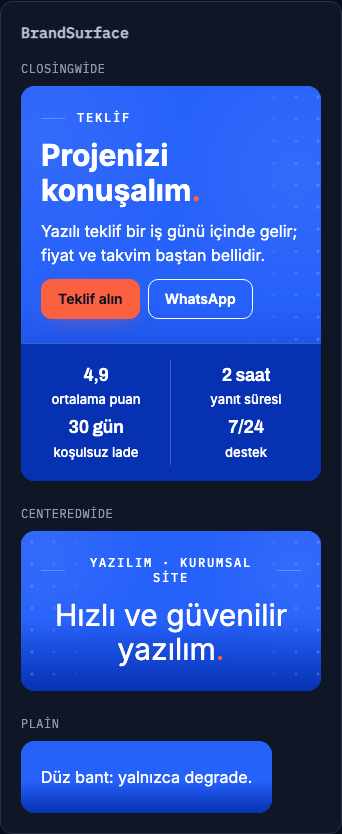 BrandSurface
CLOSİNGWİDE
TEKLİF
Projenizi
konuşalım.
Yazılı teklif bir iş günü içinde gelir;
fiyat ve takvim baştan bellidir.
Teklif alın
WhatsApp
4,9
ortalama puan
2 saat
yanıt süresi
30 gün
koşulsuz iade
7/24
destek
CENTEREDWİDE
YAZILIM · KURUMSAL
SİTE
Hızlı ve güvenilir
yazılım.
PLAİN
Düz bant: yalnızca degrade.